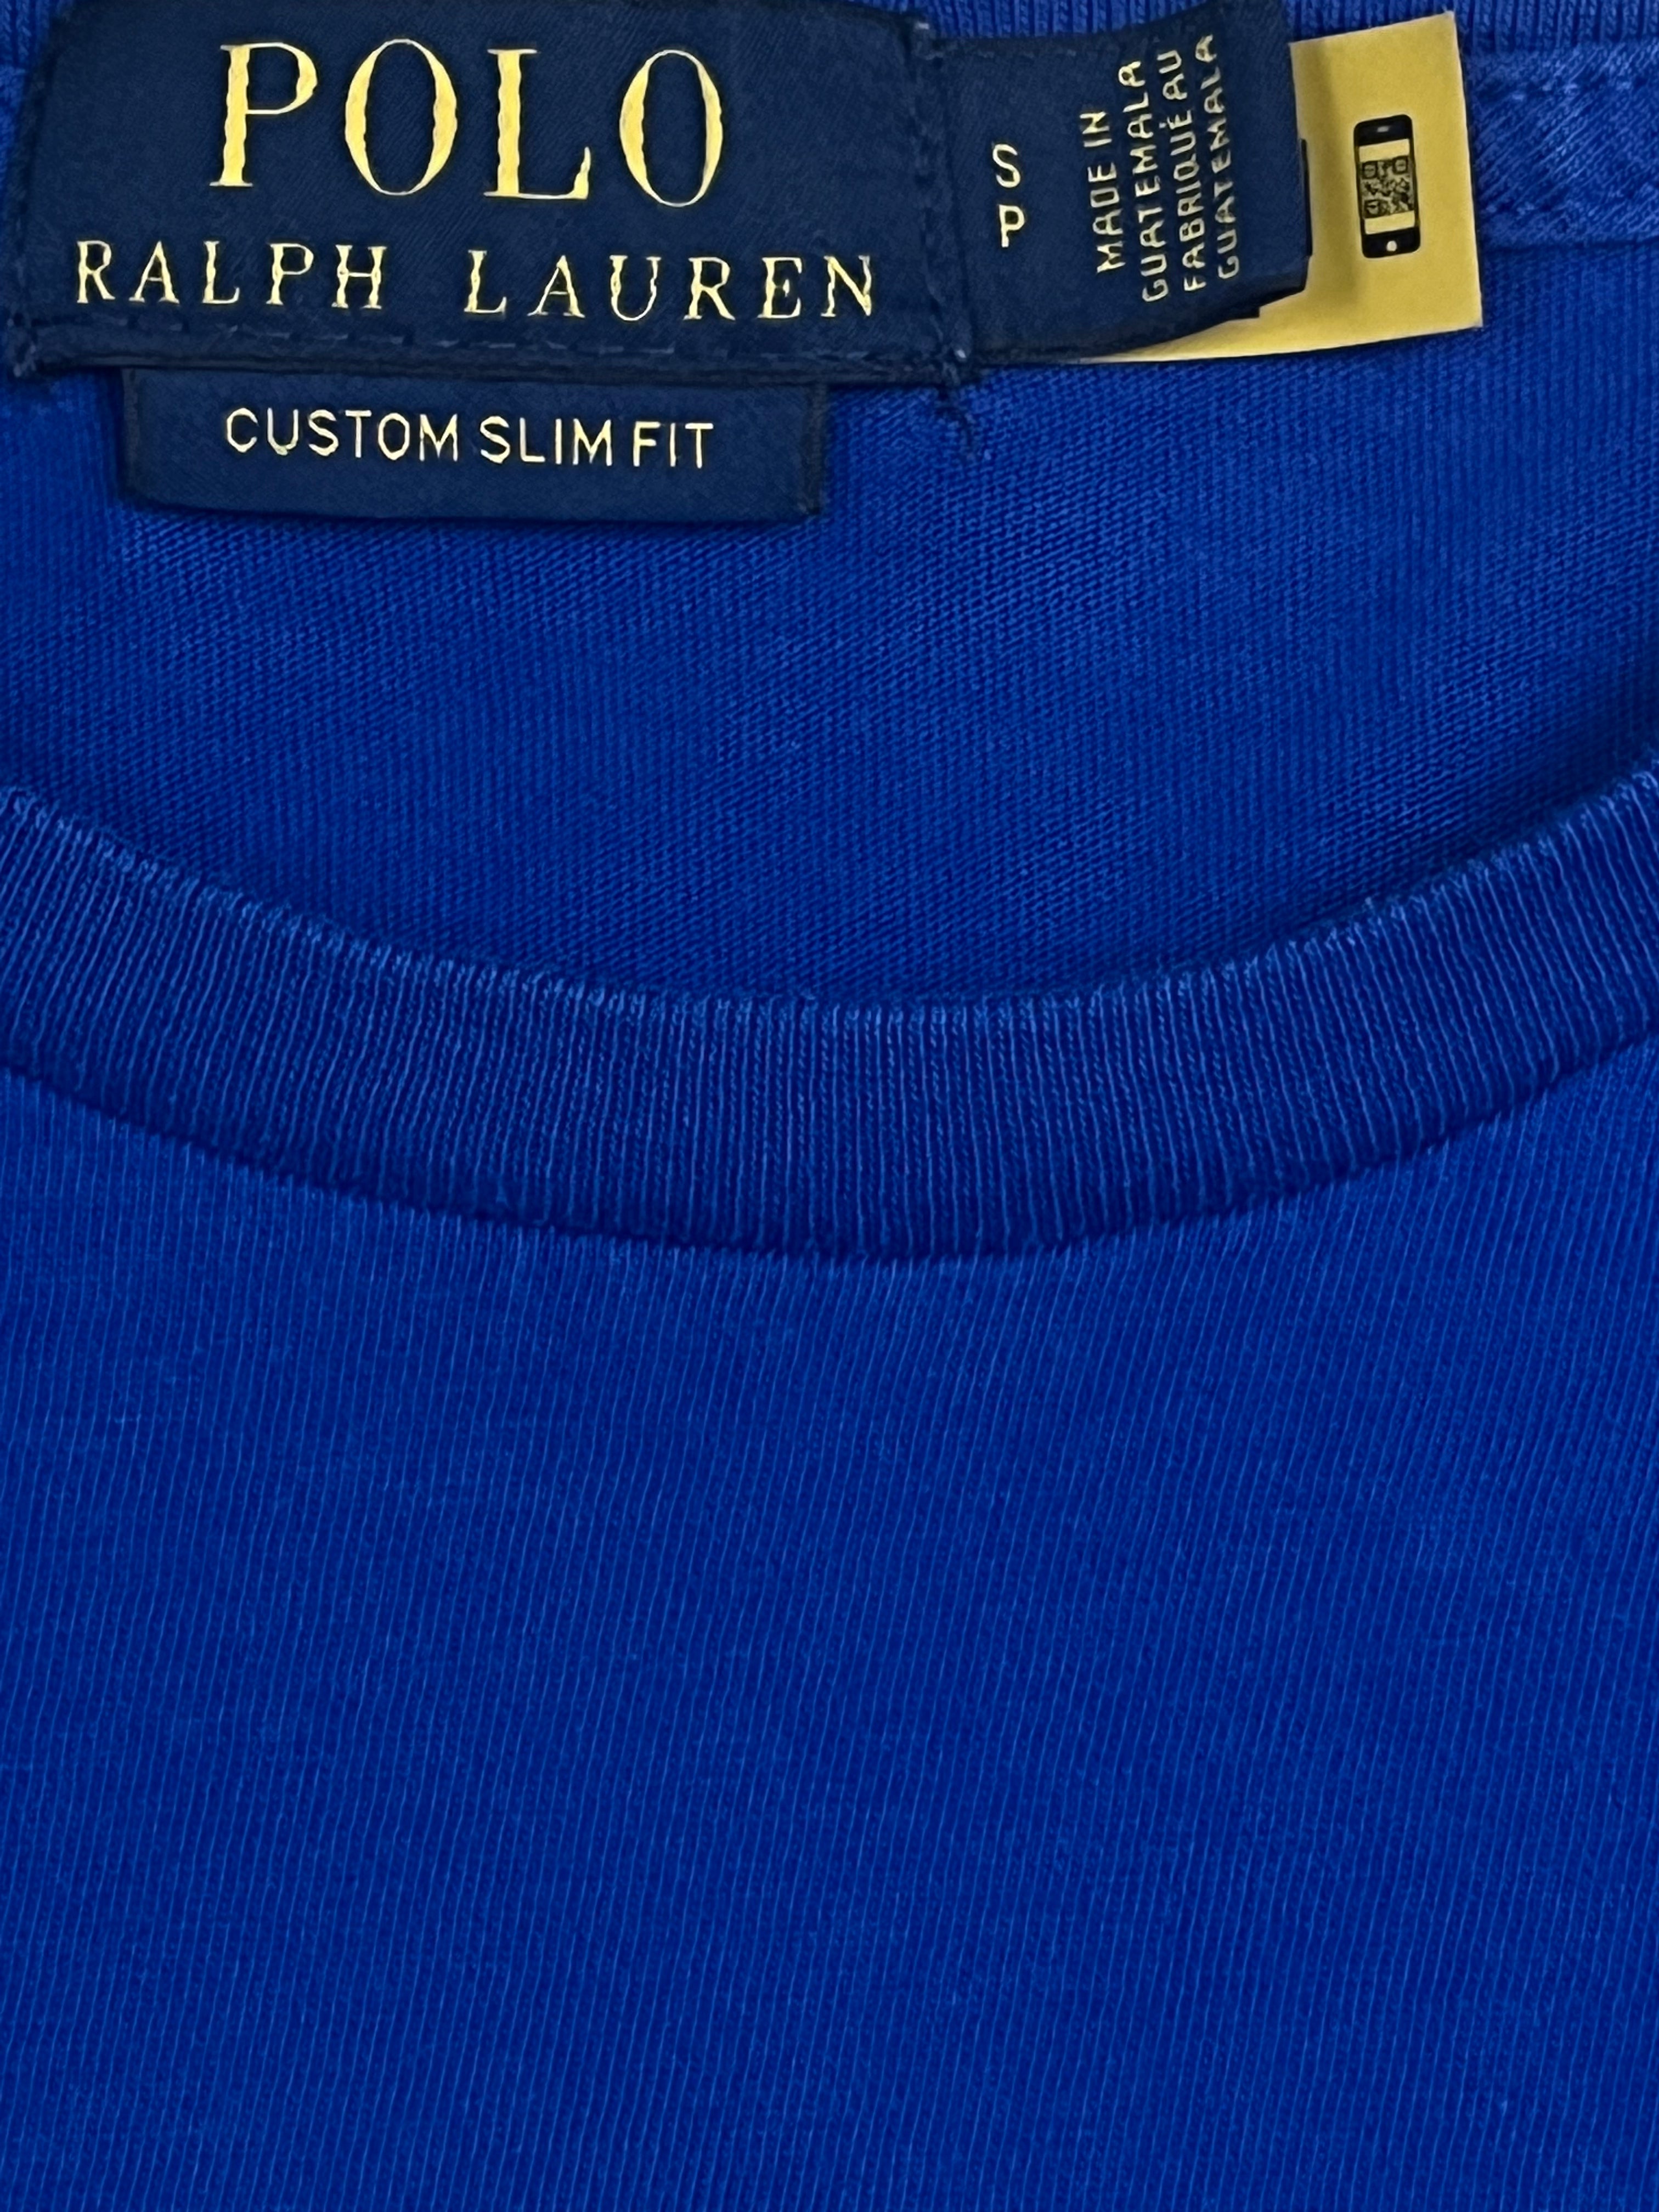 POLO
RALPH LAUREN
CUSTOM SLIM FIT
S
P
MADE IN
GUATEMALA
FABRIQUÉ AU
GUATEMALA